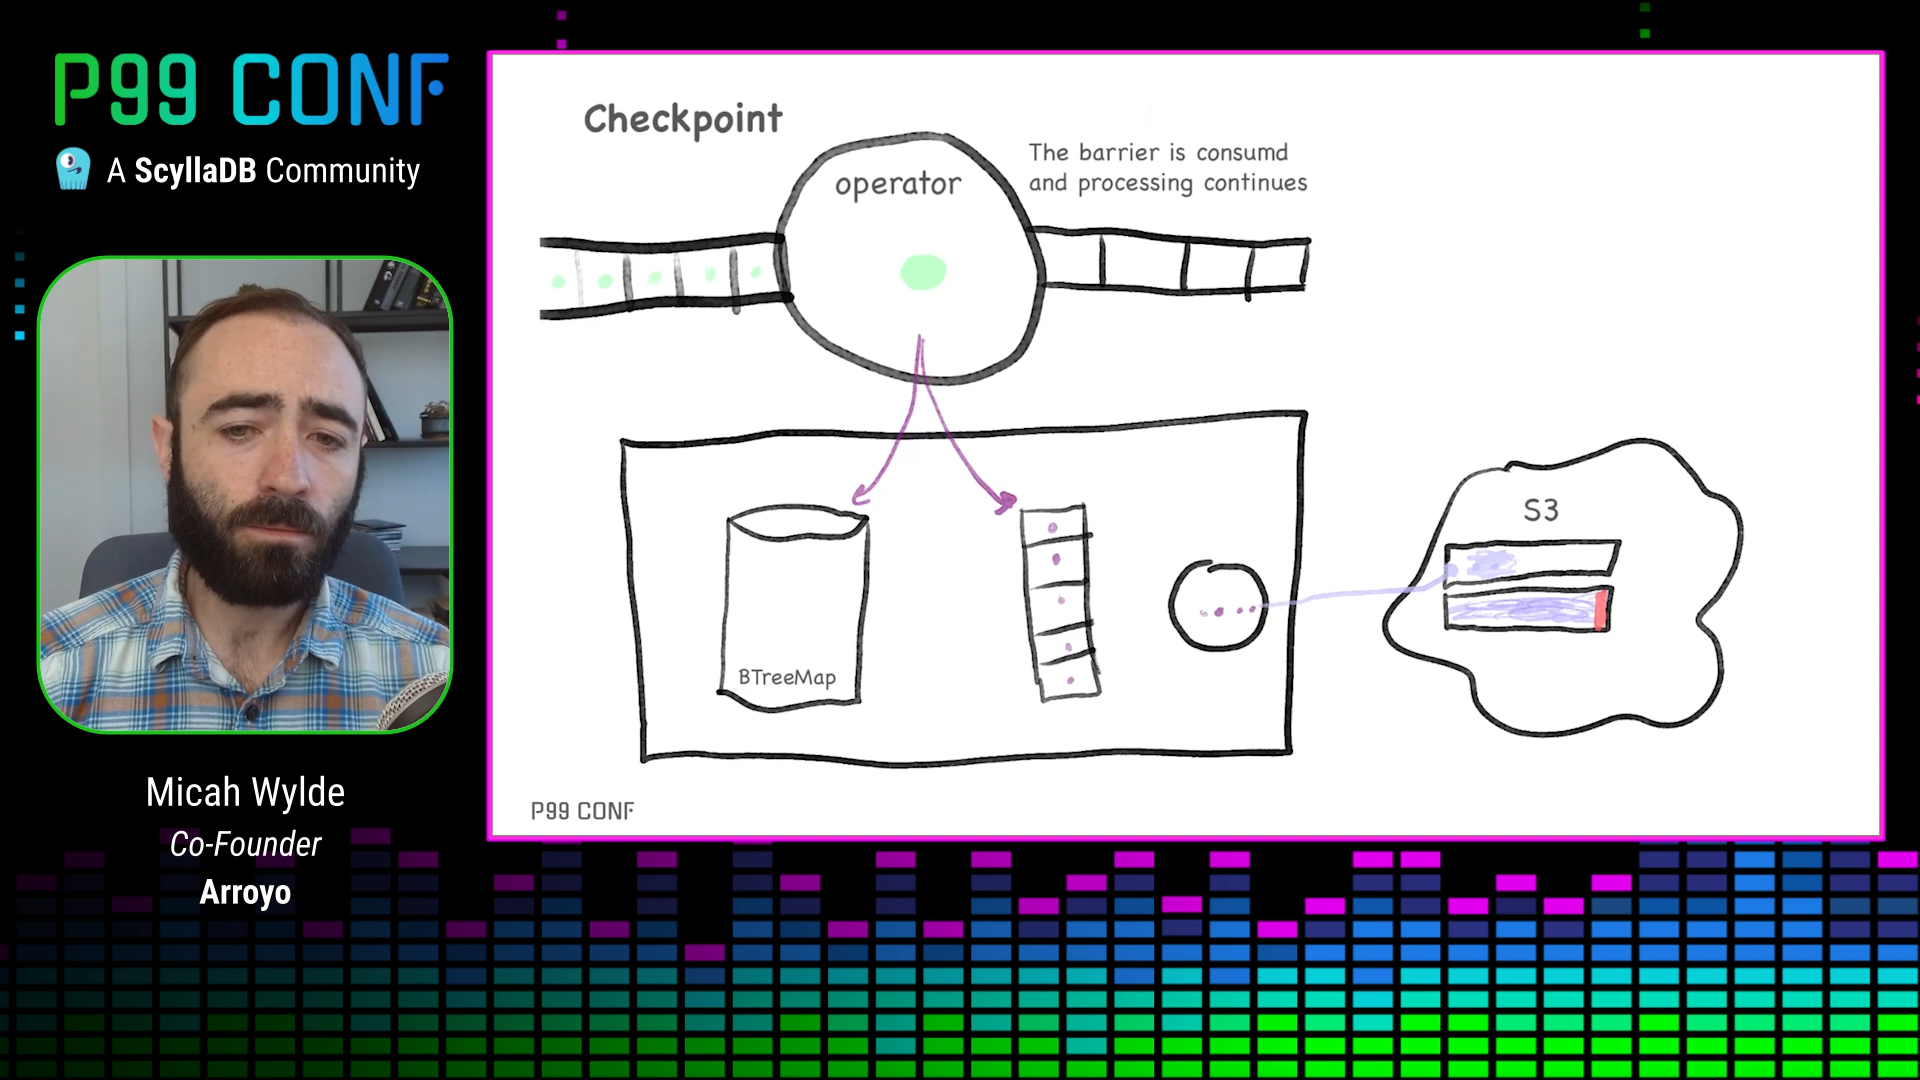 P99 CONF
A ScyllaDB Community
Checkpoint
operator
The barrier is consumd
and processing continues
S3
BTreeMap
P99 CONF
Micah Wylde
Co-Founder
Arroyo